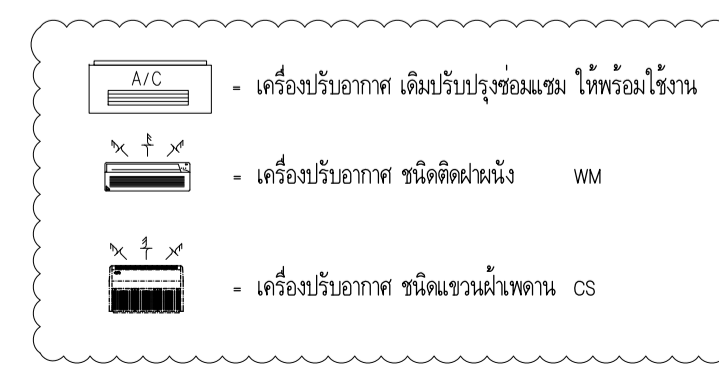 A/C = เครื่องปรับอากาศ เดิมปรับปรุงซ่อมแซม ให้พร้อมใช้งาน
= เครื่องปรับอากาศ ชนิดติดฝาผนัง WM
= เครื่องปรับอากาศ ชนิดแขวนฝ้าเพดาน CS